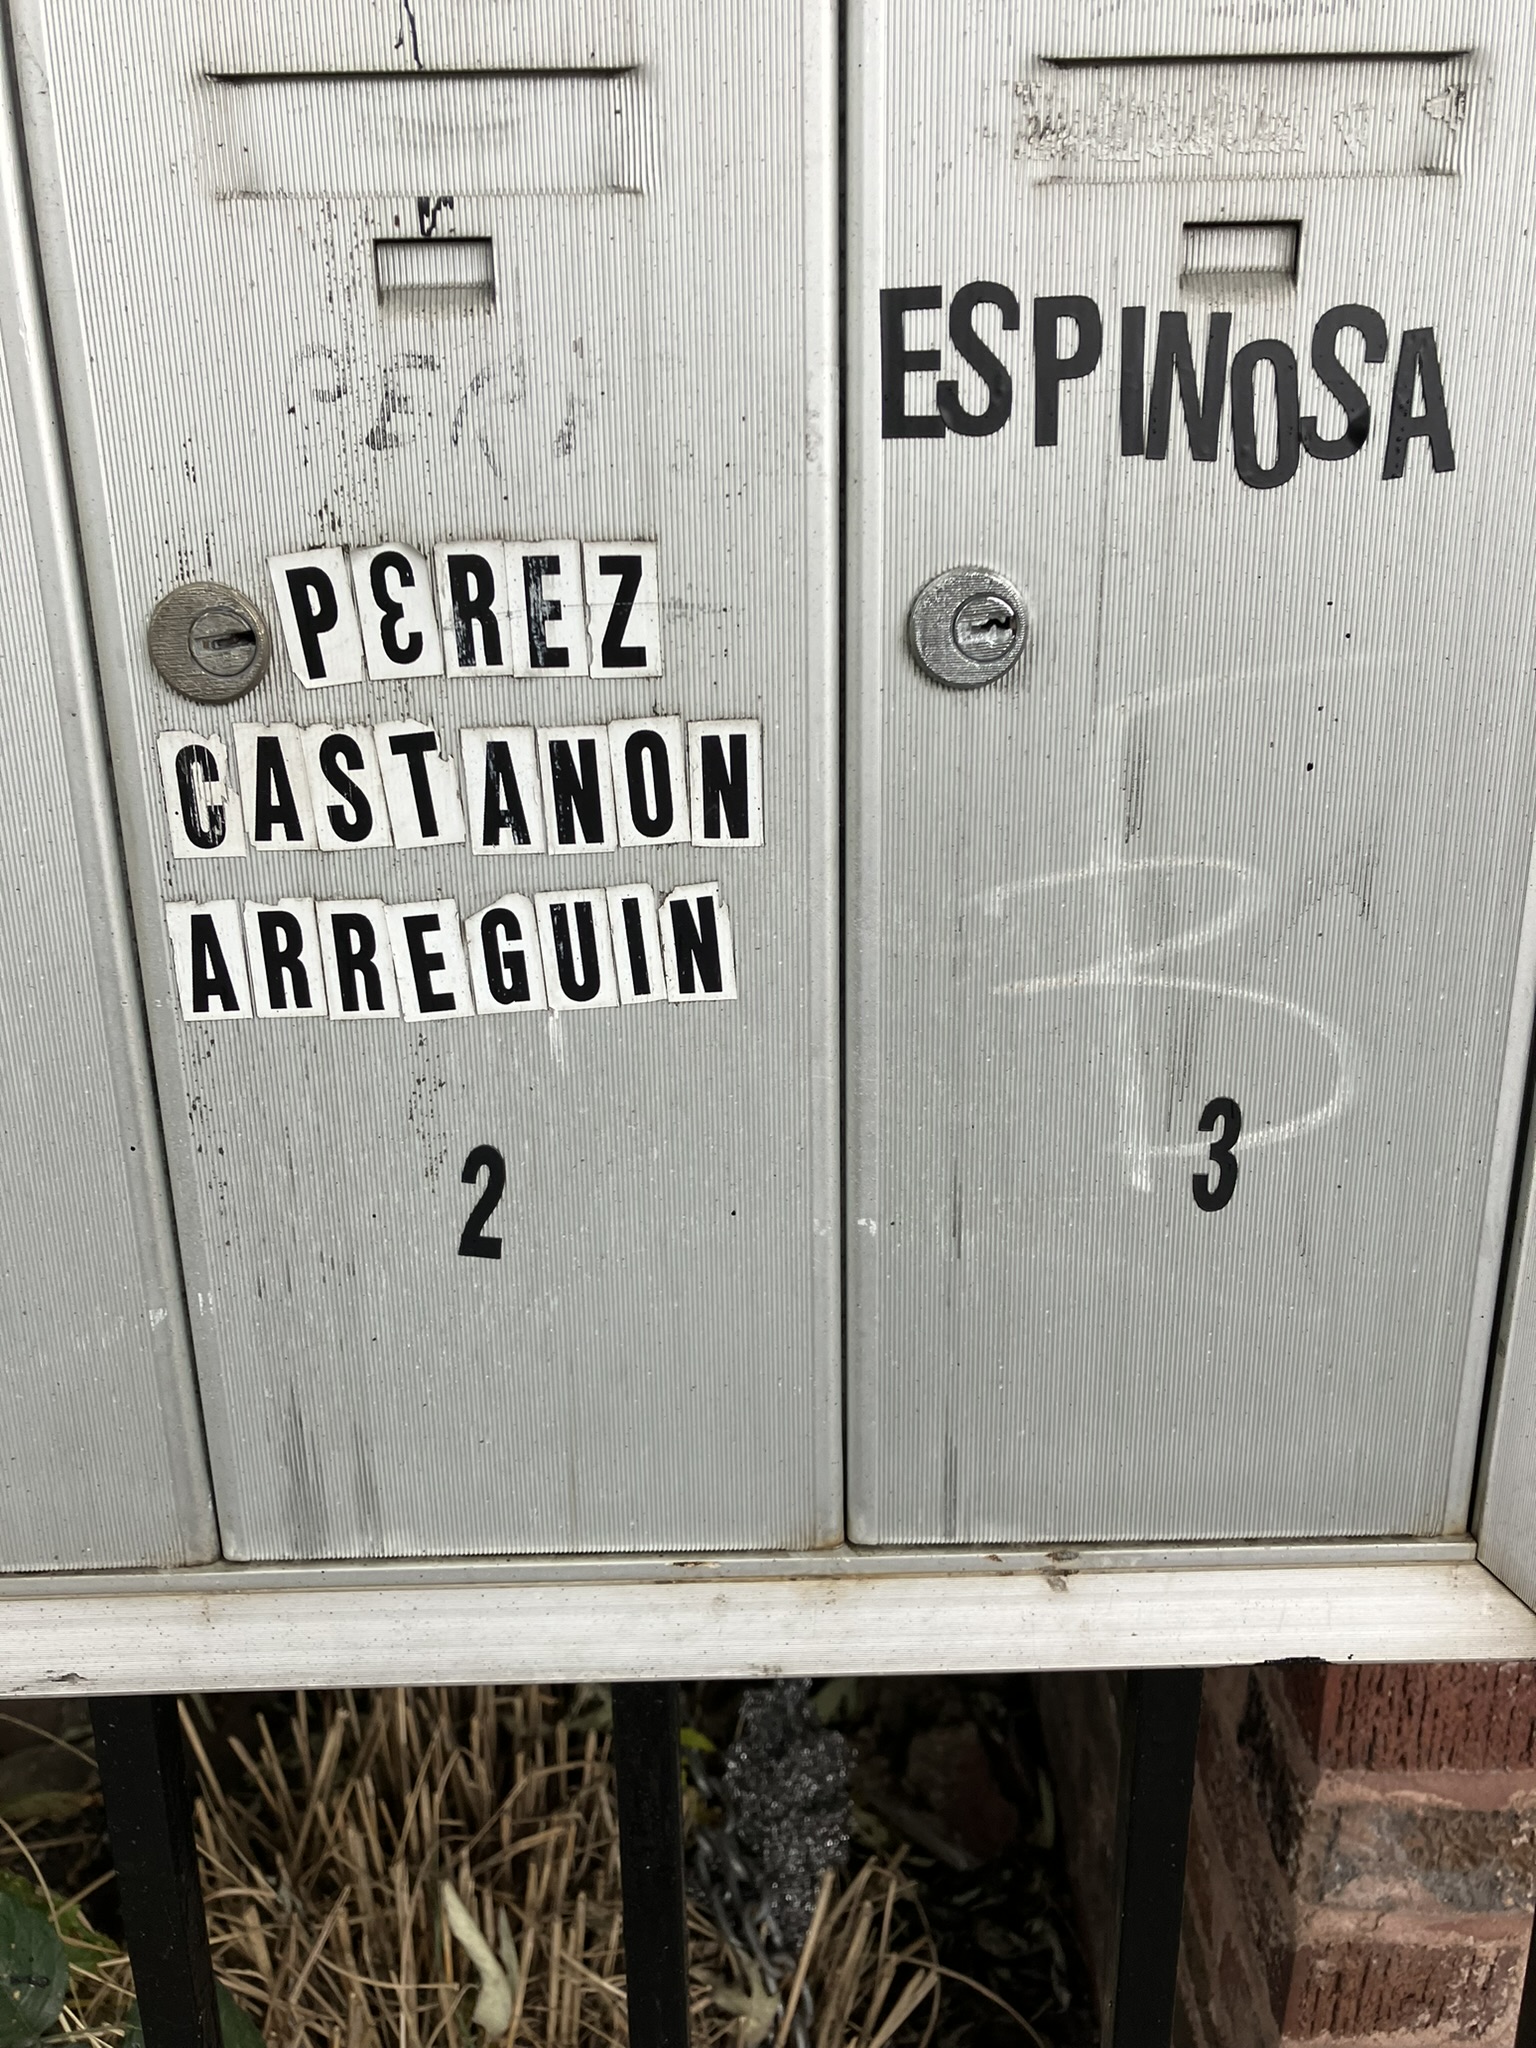 PEREZ
CASTANON
ARREGUIN
2
ESPINOSA
3